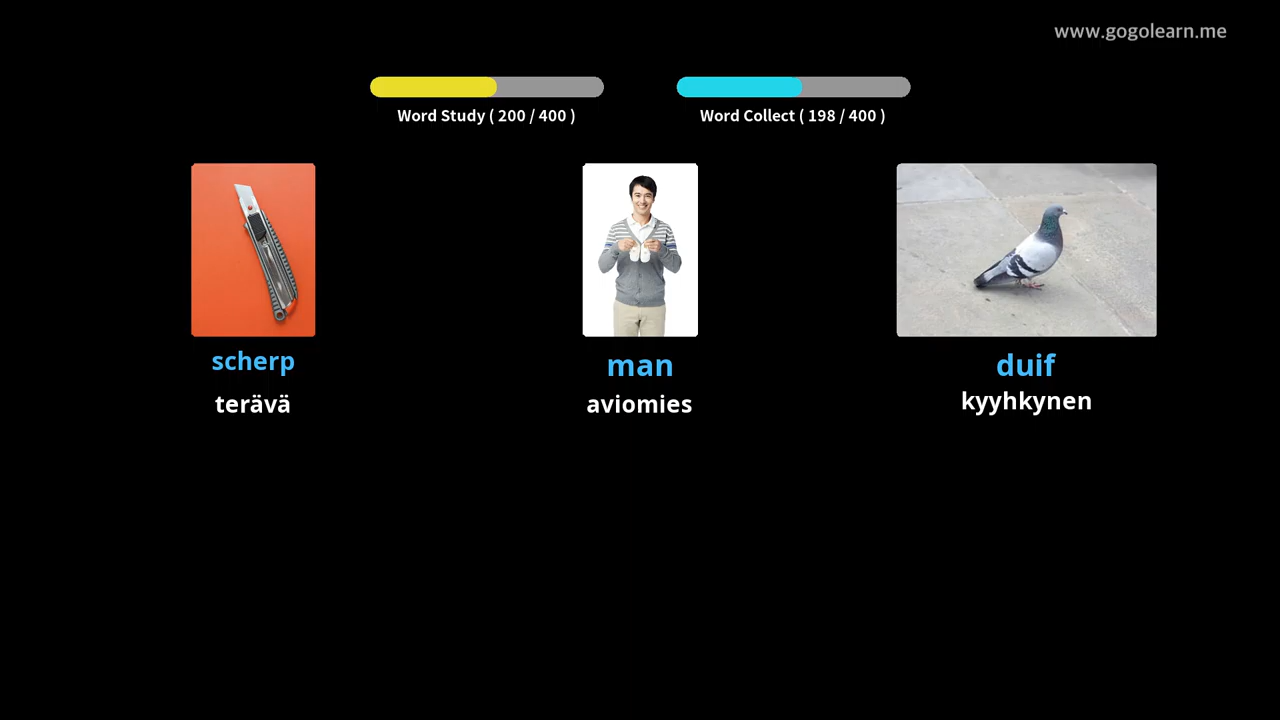 www.gogolearn.me
Word Study ( 200 / 400 )
Word Collect ( 198 / 400 )
scherp
terävä
man
aviomies
duif
kyyhkynen